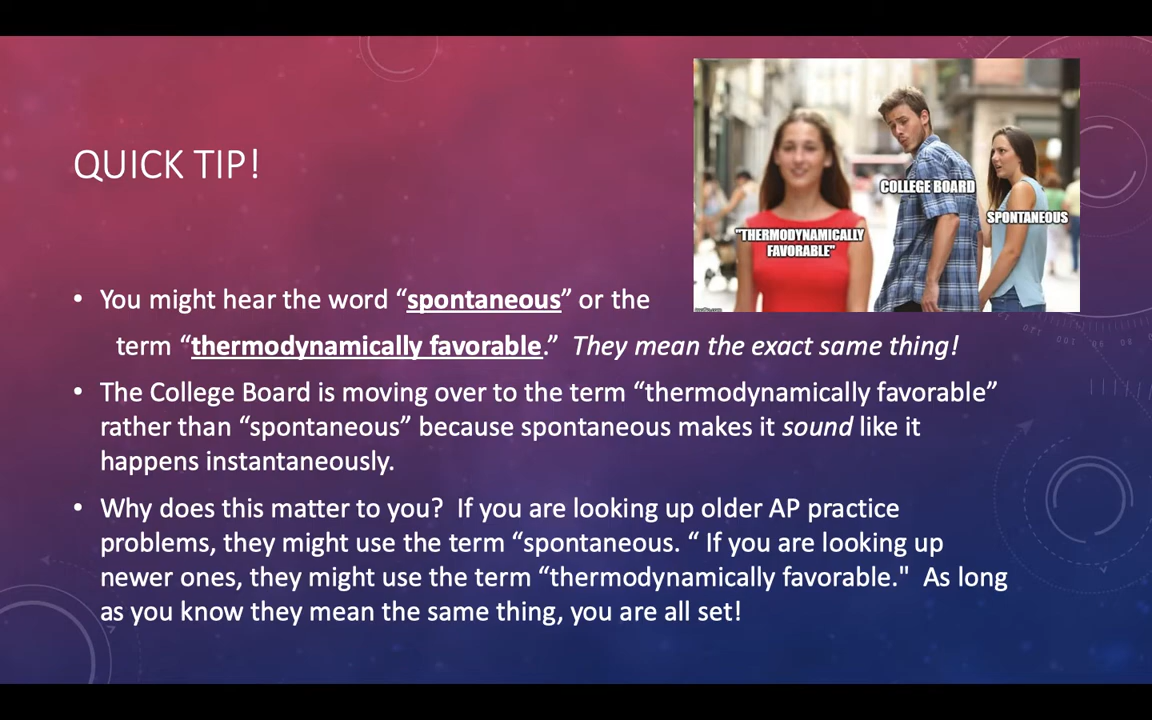 QUICK TIP!
"THERMODYNAMICALLY
FAVORABLE"
COLLEGE BOARD
SPONTANEOUS
• You might hear the word “spontaneous” or the
term “thermodynamically favorable.” They mean the exact same thing!
• The College Board is moving over to the term “thermodynamically favorable”
rather than “spontaneous” because spontaneous makes it sound like it
happens instantaneously.
• Why does this matter to you? If you are looking up older AP practice
problems, they might use the term “spontaneous. “ If you are looking up
newer ones, they might use the term “thermodynamically favorable." As long
as you know they mean the same thing, you are all set!